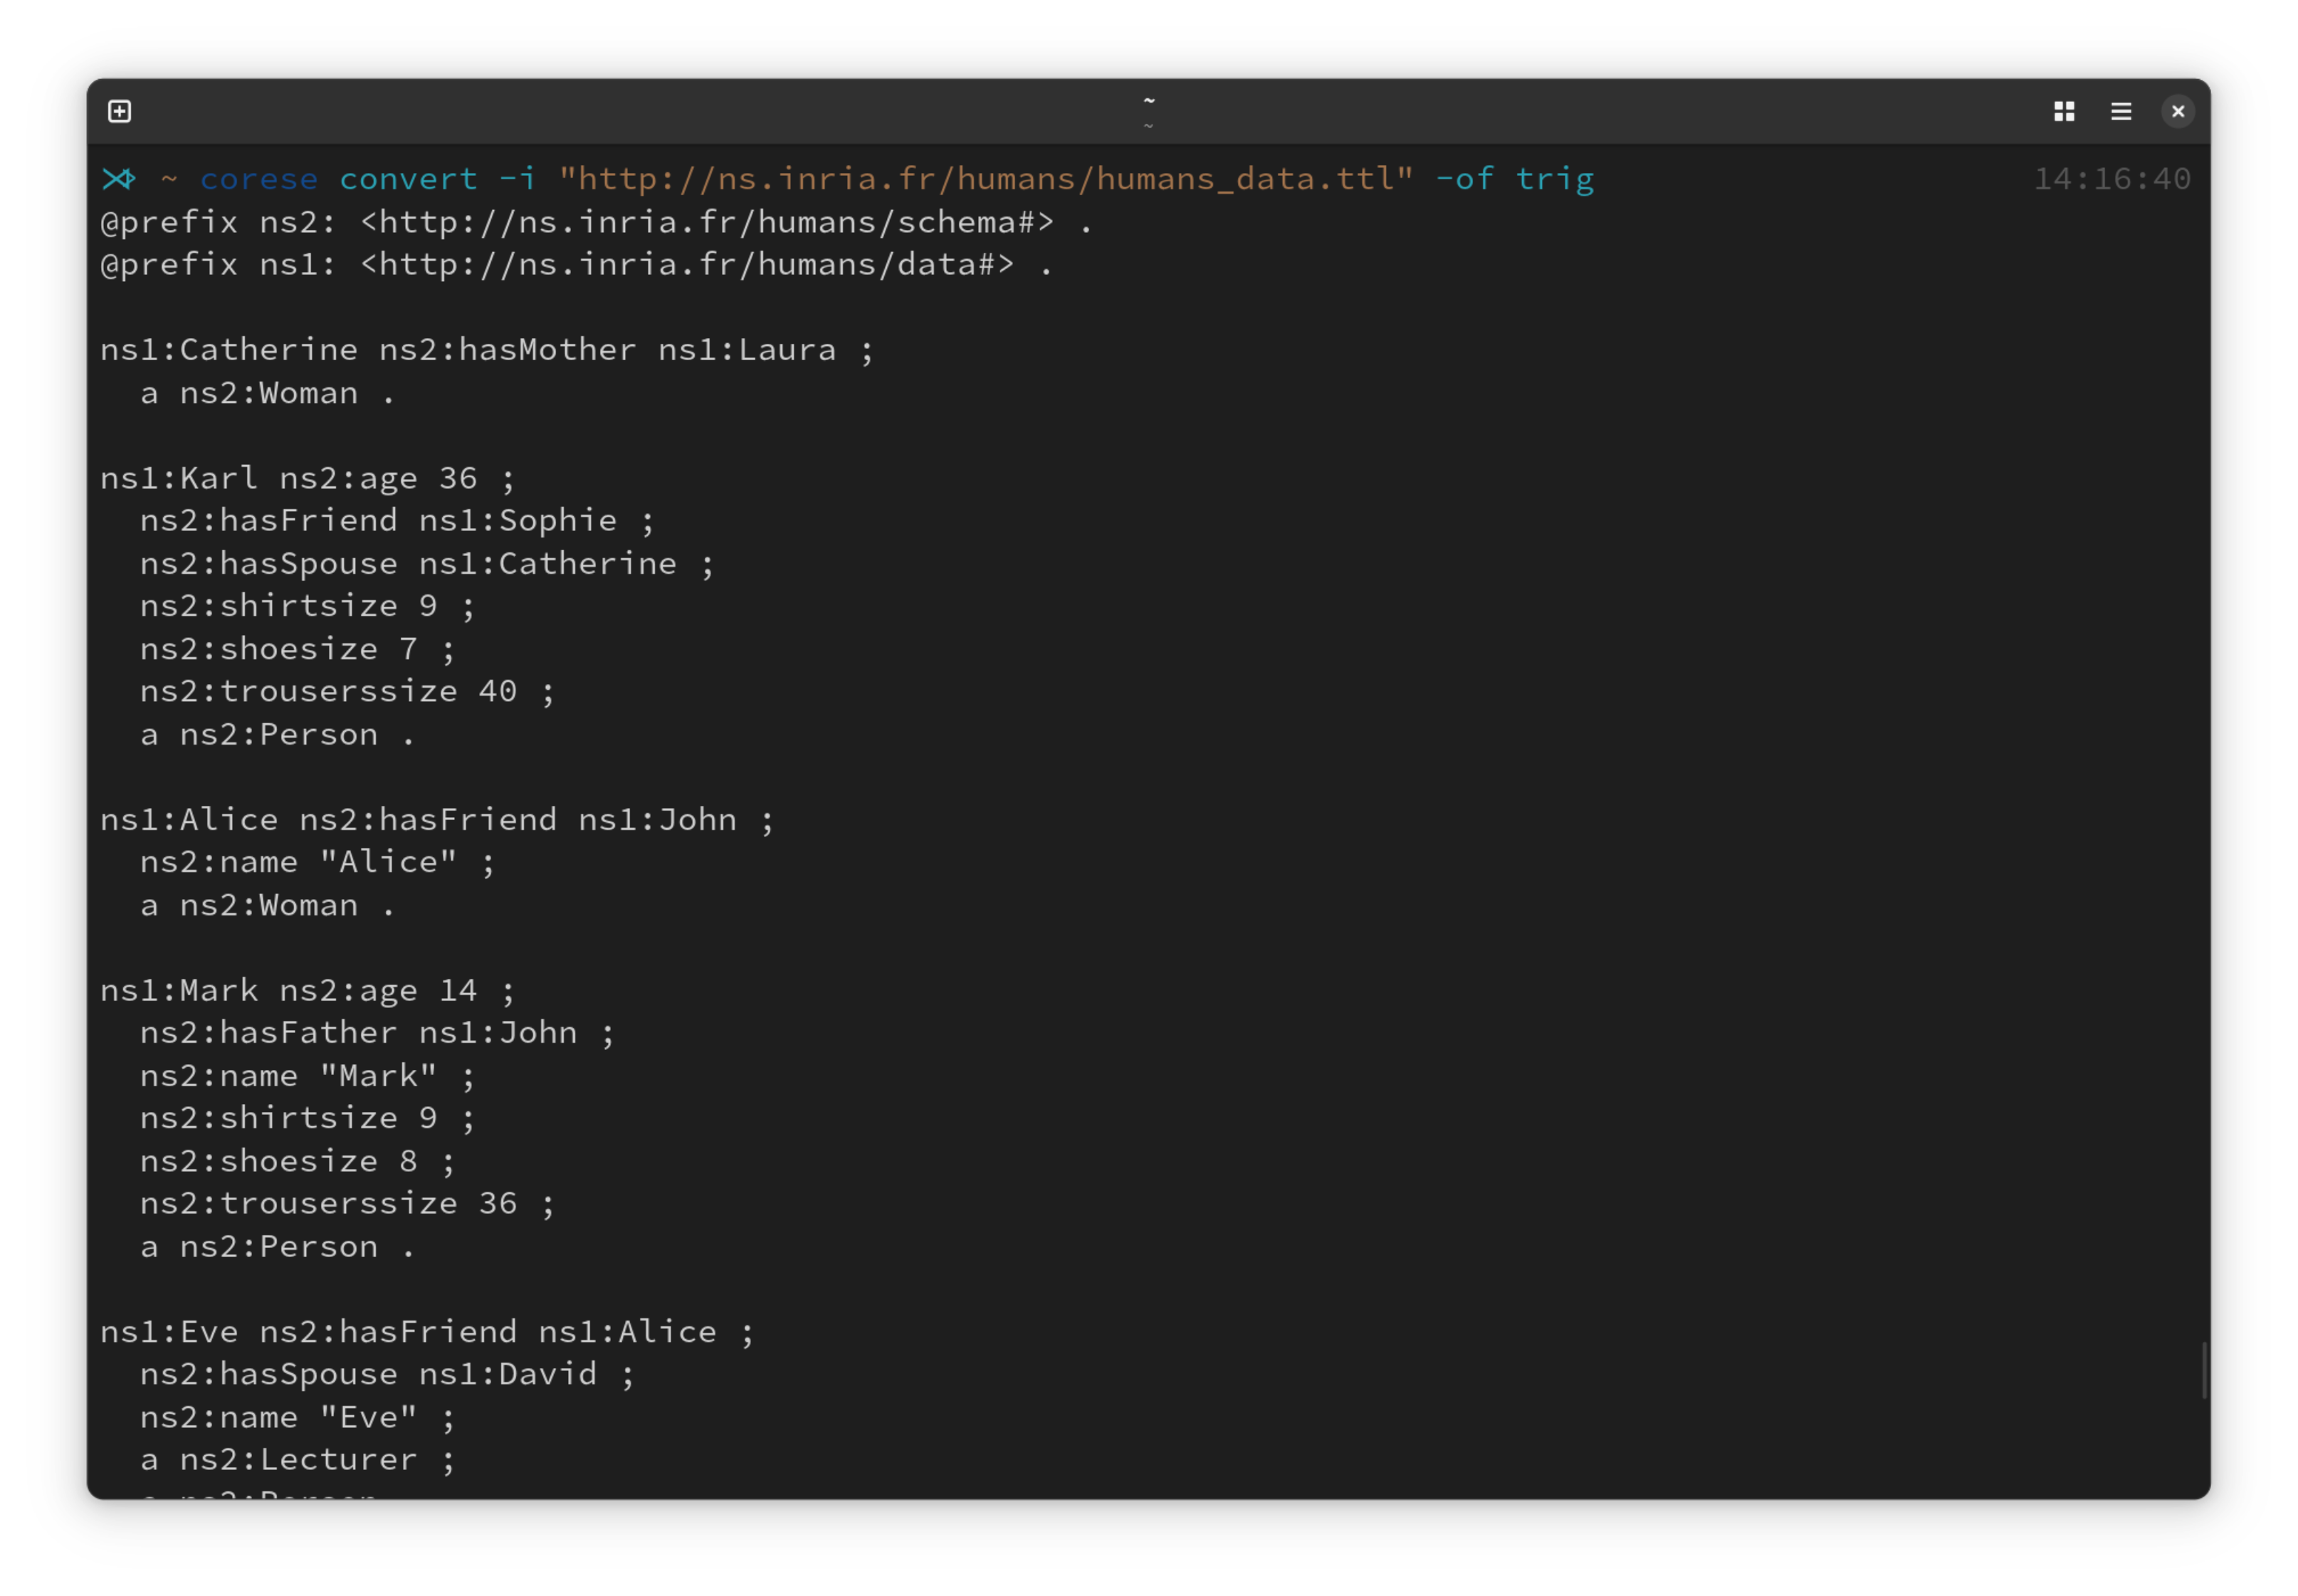 ~
~
~ corese convert -i "http://ns.inria.fr/humans/humans_data.ttl" -of trig 14:16:40
@prefix ns2: <http://ns.inria.fr/humans/schema#> .
@prefix ns1: <http://ns.inria.fr/humans/data#> .
ns1:Catherine ns2:hasMother ns1:Laura ;
a ns2:Woman .
ns1:Karl ns2:age 36 ;
ns2:hasFriend ns1:Sophie ;
ns2:hasSpouse ns1:Catherine ;
ns2:shirtsize 9 ;
ns2:shoesize 7 ;
ns2:trouserssize 40 ;
a ns2:Person .
ns1:Alice ns2:hasFriend ns1:John ;
ns2:name "Alice" ;
a ns2:Woman .
ns1:Mark ns2:age 14 ;
ns2:hasFather ns1:John ;
ns2:name "Mark" ;
ns2:shirtsize 9 ;
ns2:shoesize 8 ;
ns2:trouserssize 36 ;
a ns2:Person .
ns1:Eve ns2:hasFriend ns1:Alice ;
ns2:hasSpouse ns1:David ;
ns2:name "Eve" ;
a ns2:Lecturer ;